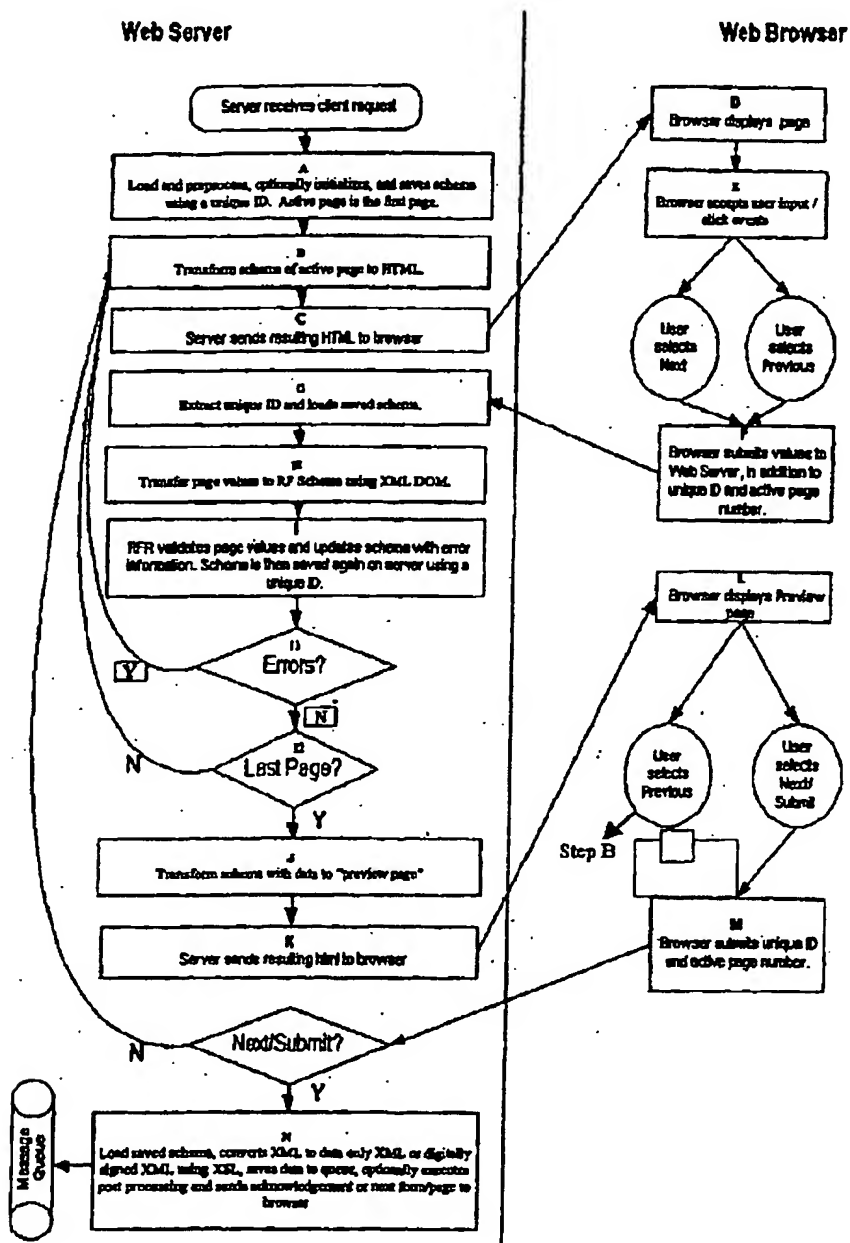 Web Server
Web Browser
Server receives client request
A
Load and preprocess, optionally initializes, and saves schema
using a unique ID. Active page is the first page.
B
Transform schema of active page to HTML.
C
Server sends resulting HTML to browser
G
Extract unique ID and loads saved schema.
H
Transfer page values to RF Schema using XML DOM.
I
RFR validates page values and updates schema with error
information. Schema is then saved again on server using a
unique ID.
I1
Errors?
Y
N
I2
Last Page?
N
Y
J
Transform schema with data to "preview page"
K
Server sends resulting html to browser
Next/Submit?
N
Y
N
Load saved schema, converts XML to data only XML or digitally
signed XML using XSL, saves data to queue, optionally executes
post processing and sends acknowledgement or next form/page to
browser
Message
Queue
D
Browser displays page
E
Browser accepts user input /
click events
User
selects
Next
User
selects
Previous
F
Browser submits values to
Web Server, in addition to
unique ID and active page
number.
L
Browser displays Preview
page
User
selects
Previous
User
selects
Next/
Submit
Step B
M
Browser submits unique ID
and active page number.